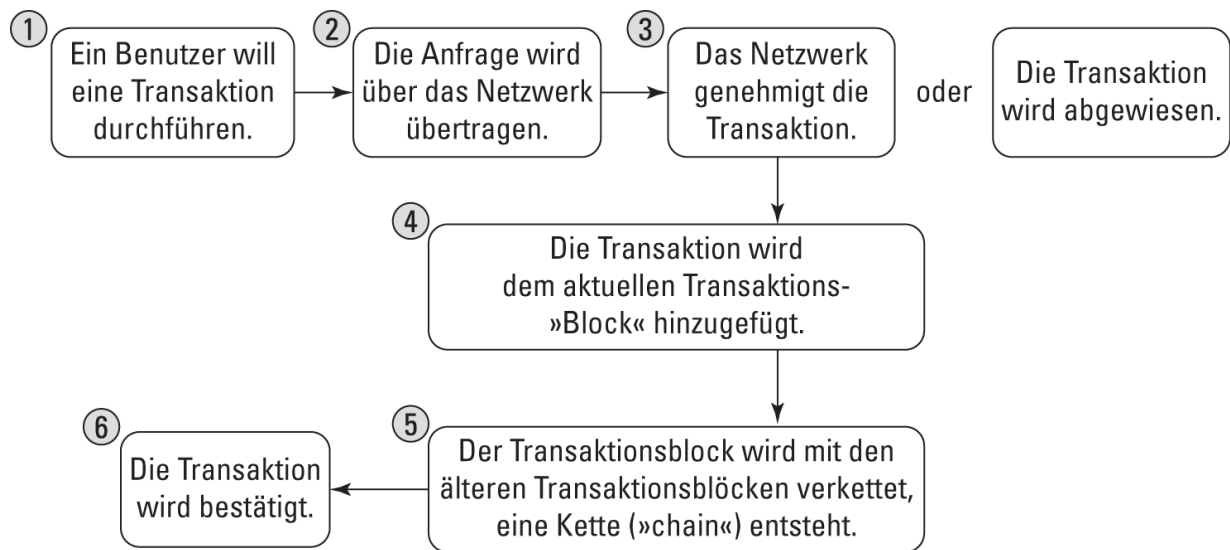 1
Ein Benutzer will
eine Transaktion
durchführen.
2
Die Anfrage wird
über das Netzwerk
übertragen.
3
Das Netzwerk
genehmigt die
Transaktion.
oder
Die Transaktion
wird abgewiesen.
4
Die Transaktion wird
dem aktuellen Transaktions-
»Block« hinzugefügt.
5
Der Transaktionsblock wird mit den
älteren Transaktionsblöcken verkettet,
eine Kette (»chain«) entsteht.
6
Die Transaktion
wird bestätigt.